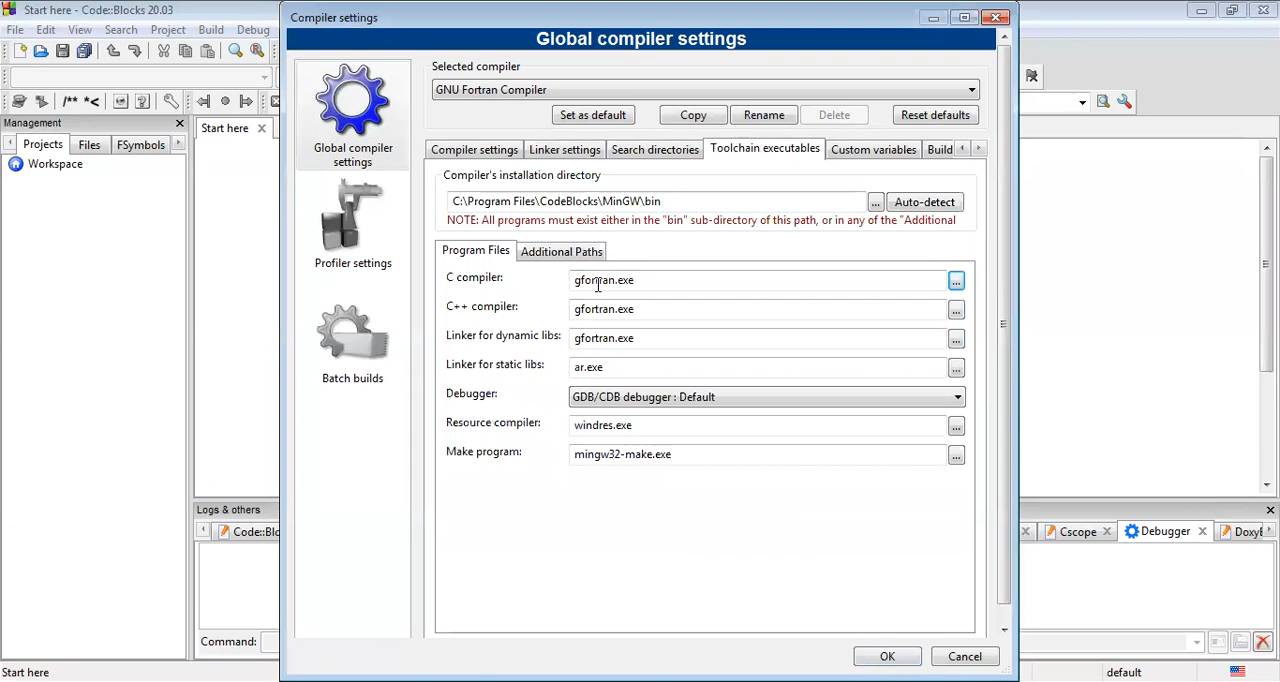 Start here - Code::Blocks 20.03
File Edit View Search Project Build Debug
/** *<
Management
Projects Files FSymbols
Workspace
Start here
Compiler settings
Global compiler settings
Global compiler
settings
Profiler settings
Batch builds
Selected compiler
GNU Fortran Compiler
Set as default Copy Rename Delete Reset defaults
Compiler settings Linker settings Search directories Toolchain executables Custom variables Build
Compiler's installation directory
C:\Program Files\CodeBlocks\MinGW\bin ... Auto-detect
NOTE: All programs must exist either in the "bin" sub-directory of this path, or in any of the "Additional
Program Files Additional Paths
C compiler: gfortran.exe ...
C++ compiler: gfortran.exe ...
Linker for dynamic libs: gfortran.exe ...
Linker for static libs: ar.exe ...
Debugger: GDB/CDB debugger : Default
Resource compiler: windres.exe ...
Make program: mingw32-make.exe ...
OK Cancel
Logs & others
Code::Blo Cscope Debugger DoxyB
Command:
Start here default